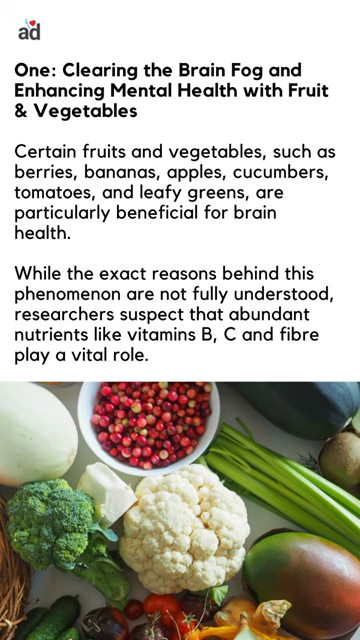 ad
One: Clearing the Brain Fog and
Enhancing Mental Health with Fruit
& Vegetables
Certain fruits and vegetables, such as
berries, bananas, apples, cucumbers,
tomatoes, and leafy greens, are
particularly beneficial for brain
health.
While the exact reasons behind this
phenomenon are not fully understood,
researchers suspect that abundant
nutrients like vitamins B, C and fibre
play a vital role.